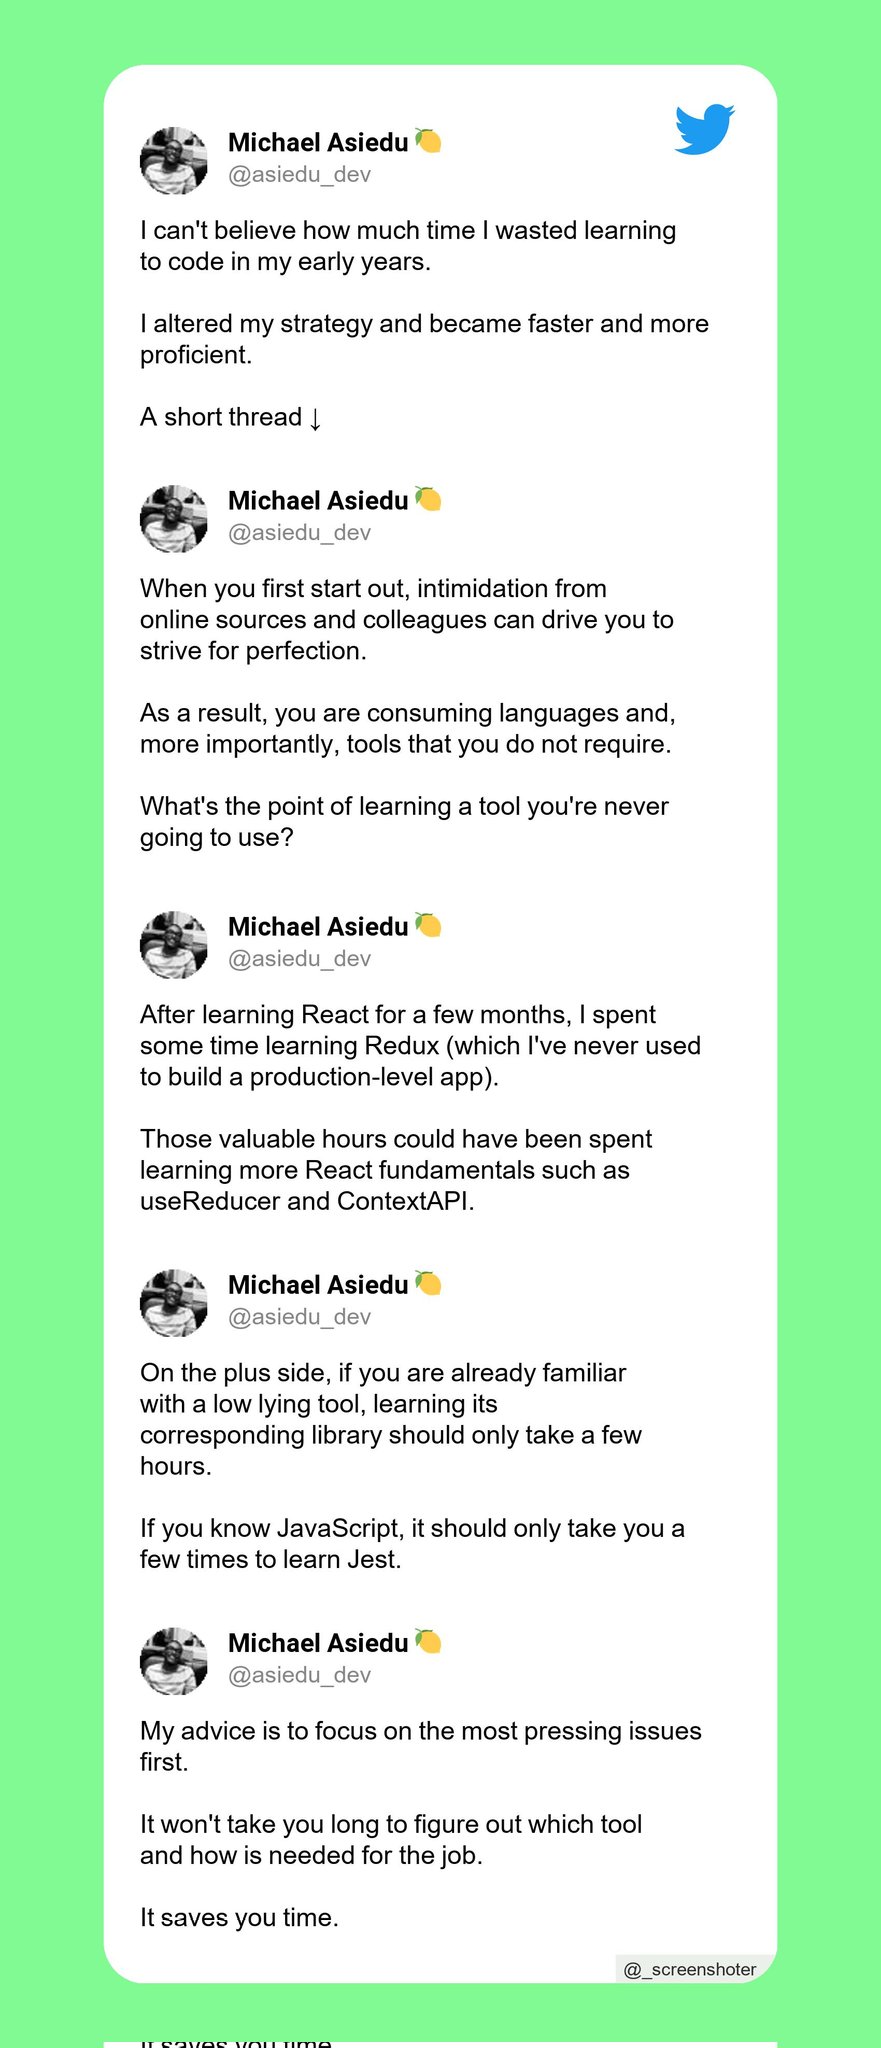 Michael Asiedu🍋
@asiedu_dev
I can't believe how much time I wasted learning
to code in my early years.
I altered my strategy and became faster and more
proficient.
A short thread ↓
Michael Asiedu🍋
@asiedu_dev
When you first start out, intimidation from
online sources and colleagues can drive you to
strive for perfection.
As a result, you are consuming languages and,
more importantly, tools that you do not require.
What's the point of learning a tool you're never
going to use?
Michael Asiedu🍋
@asiedu_dev
After learning React for a few months, I spent
some time learning Redux (which I've never used
to build a production-level app).
Those valuable hours could have been spent
learning more React fundamentals such as
useReducer and ContextAPI.
Michael Asiedu🍋
@asiedu_dev
On the plus side, if you are already familiar
with a low lying tool, learning its
corresponding library should only take a few
hours.
If you know JavaScript, it should only take you a
few times to learn Jest.
Michael Asiedu🍋
@asiedu_dev
My advice is to focus on the most pressing issues
first.
It won't take you long to figure out which tool
and how is needed for the job.
It saves you time.
@_screenshoter
It saves you time.